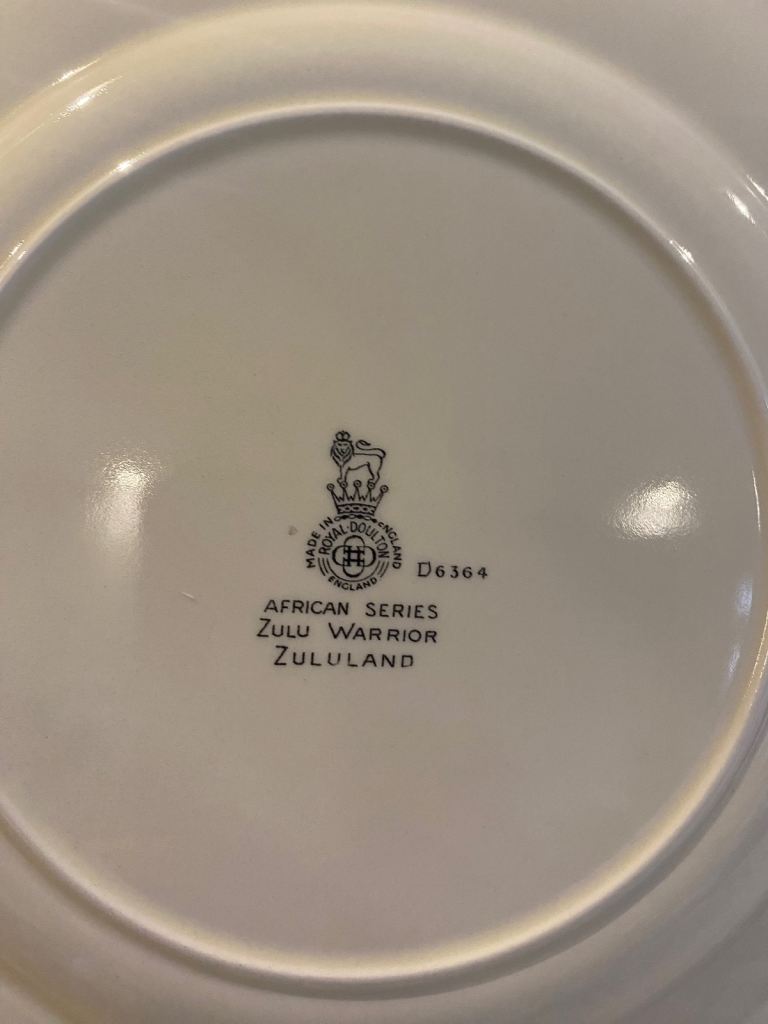 MADE IN ENGLAND
ROYAL·DOULTON
ENGLAND
D6364
AFRICAN SERIES
ZULU WARRIOR
ZULULAND